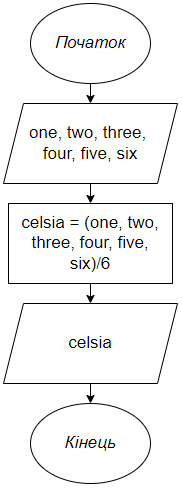 Початок
one, two, three,
four, five, six
celsia = (one, two,
three, four, five,
six)/6
celsia
Кінець